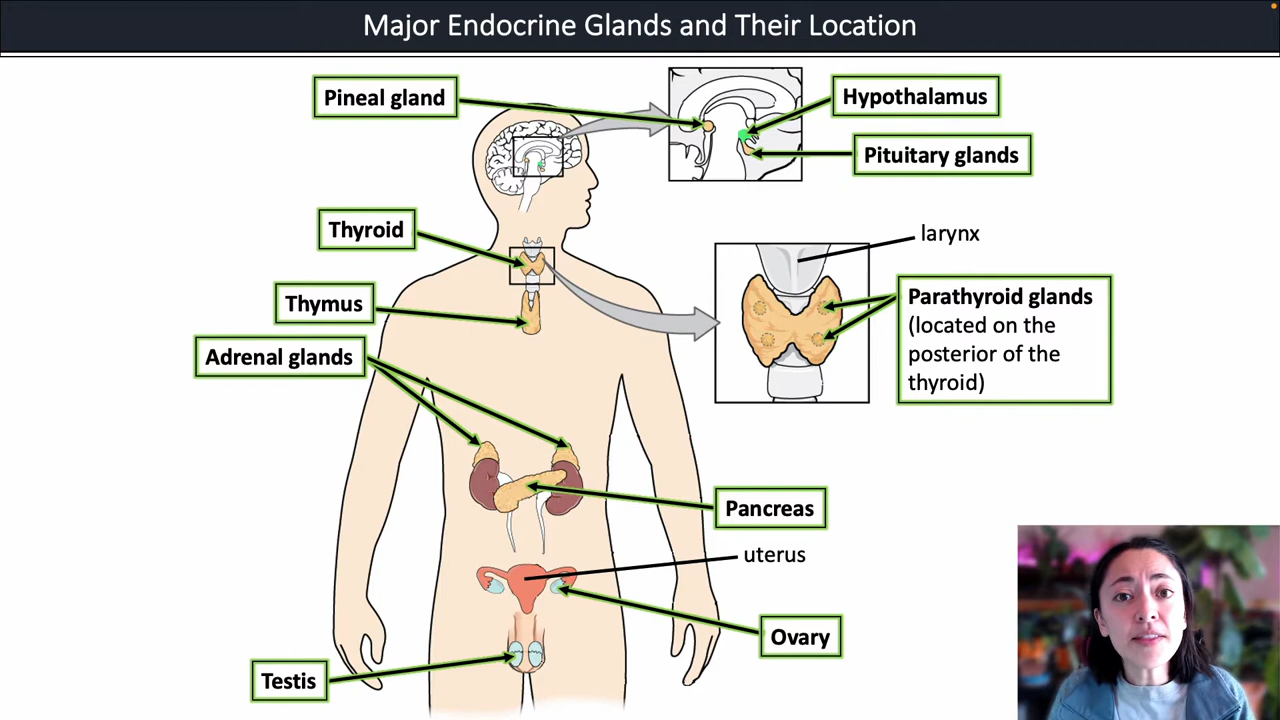 Major Endocrine Glands and Their Location
Pineal gland
Hypothalamus
Pituitary glands
Thyroid
larynx
Thymus
Parathyroid glands
(located on the
posterior of the
thyroid)
Adrenal glands
Pancreas
uterus
Ovary
Testis